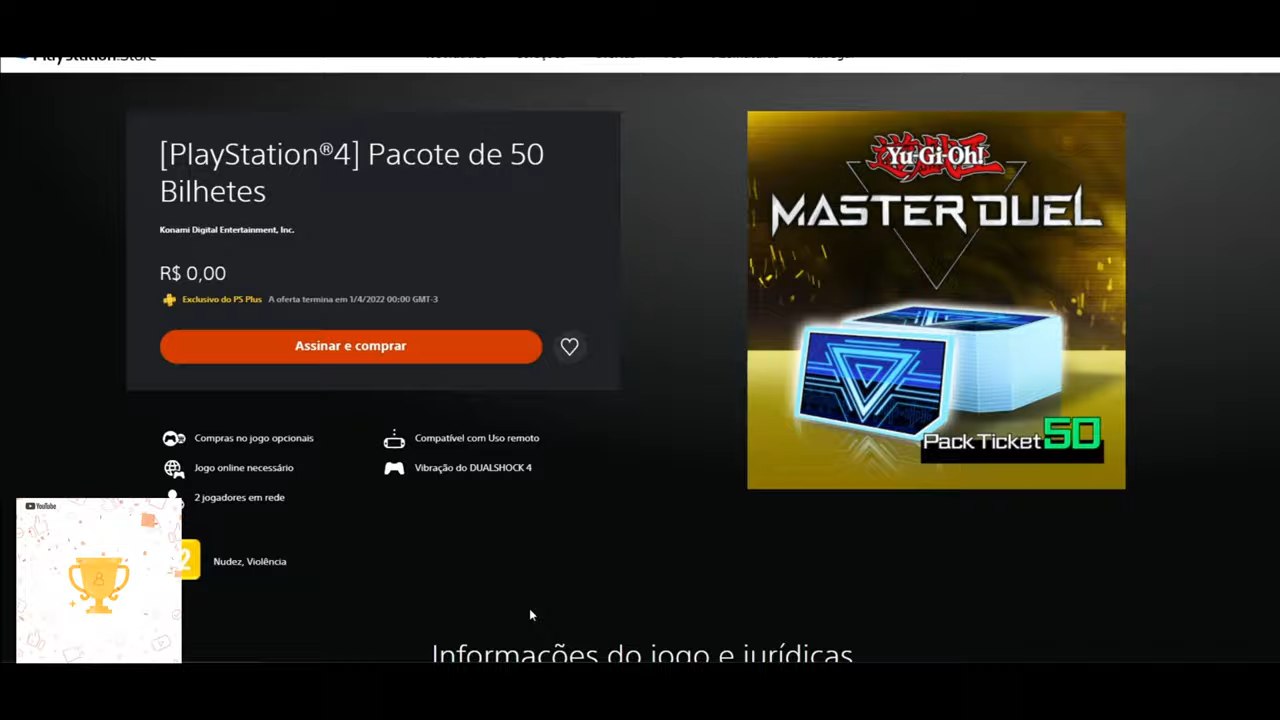 [PlayStation®4] Pacote de 50
Bilhetes
Konami Digital Entertainment, Inc.
R$ 0,00
Exclusivo do PS Plus A oferta termina em 1/4/2022 00:00 GMT-3
Assinar e comprar
Compras no jogo opcionais
Compatível com Uso remoto
Jogo online necessário
Vibração do DUALSHOCK 4
2 jogadores em rede
Nudez, Violência
Yu-Gi-Oh!
MASTER DUEL
Pack Ticket 50
YouTube
Informações do jogo e jurídicas